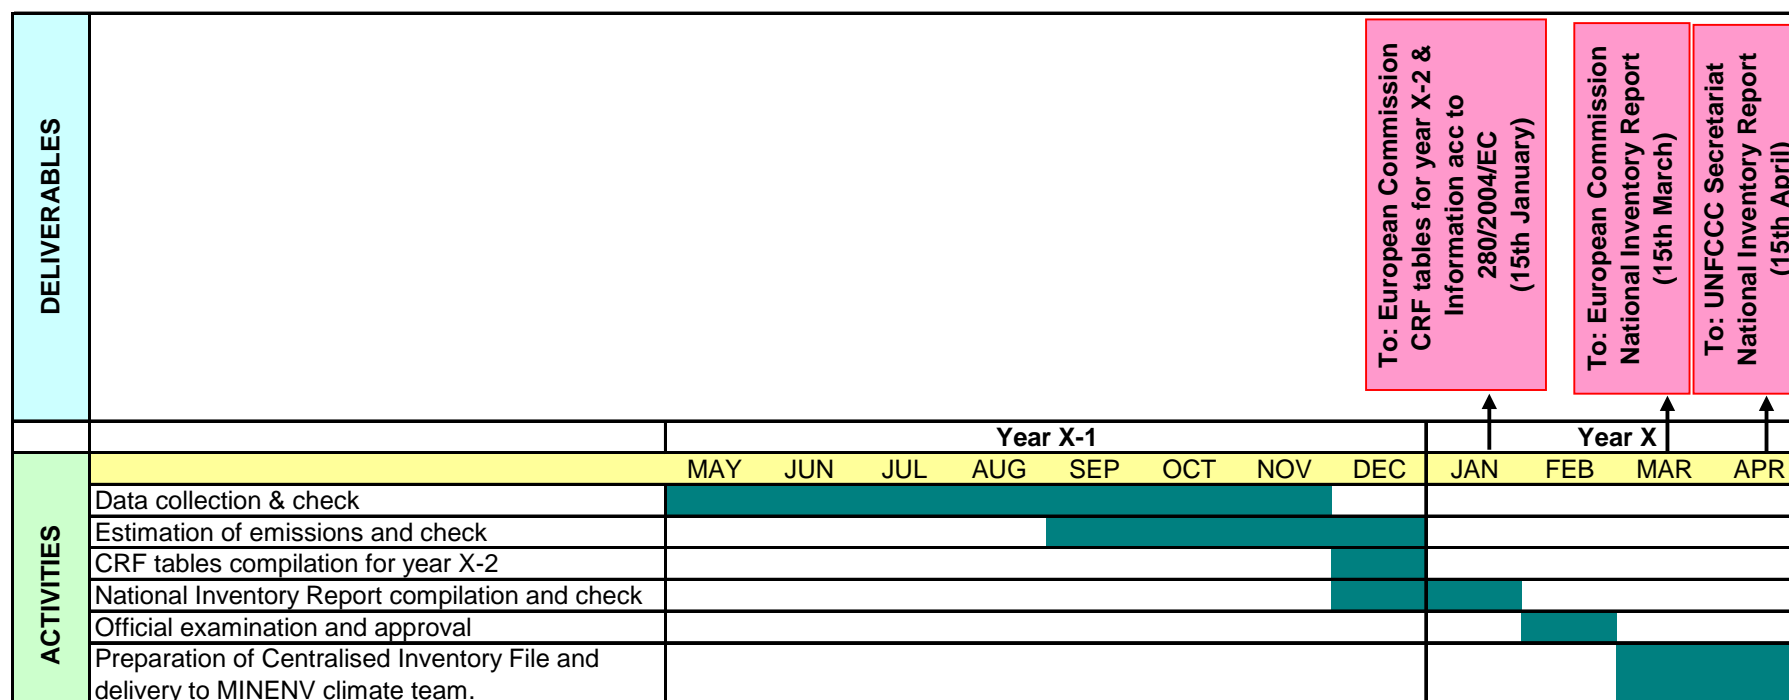 DELIVERABLES
To: European Commission
CRF tables for year X-2 &
Information acc to
280/2004/EC
(15th January)
To: European Commission
National Inventory Report
(15th March)
To: UNFCCC Secretariat
National Inventory Report
(15th April)
Year X-1
Year X
MAY JUN JUL AUG SEP OCT NOV DEC JAN FEB MAR APR
ACTIVITIES
Data collection & check
Estimation of emissions and check
CRF tables compilation for year X-2
National Inventory Report compilation and check
Official examination and approval
Preparation of Centralised Inventory File and
delivery to MINENV climate team.